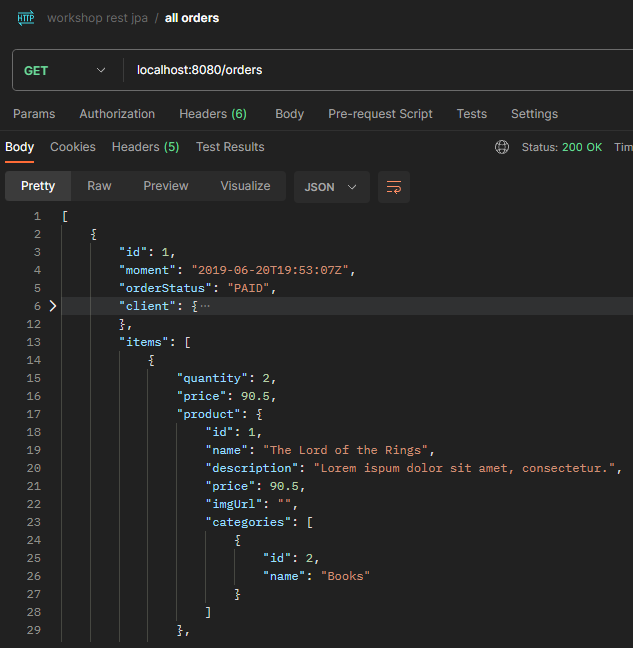 HTTP workshop rest jpa / all orders
GET localhost:8080/orders
Params Authorization Headers (6) Body Pre-request Script Tests Settings
Body Cookies Headers (5) Test Results Status: 200 OK Tim
Pretty Raw Preview Visualize JSON
1 [
2 {
3 "id": 1,
4 "moment": "2019-06-20T19:53:07Z",
5 "orderStatus": "PAID",
6 "client": {⋯
12 },
13 "items": [
14 {
15 "quantity": 2,
16 "price": 90.5,
17 "product": {
18 "id": 1,
19 "name": "The Lord of the Rings",
20 "description": "Lorem ispum dolor sit amet, consectetur.",
21 "price": 90.5,
22 "imgUrl": "",
23 "categories": [
24 {
25 "id": 2,
26 "name": "Books"
27 }
28 ]
29 },